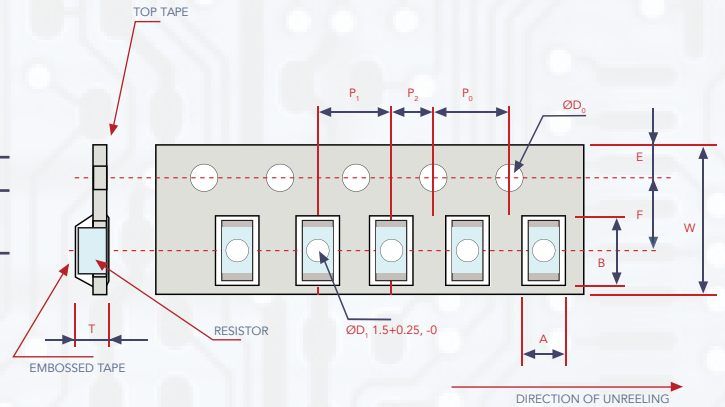 TOP TAPE
P₁
P₂
P₀
ØD₀
E
F
W
B
A
T
ØD₁ 1.5+0.25, -0
RESISTOR
EMBOSSED TAPE
DIRECTION OF UNREELING